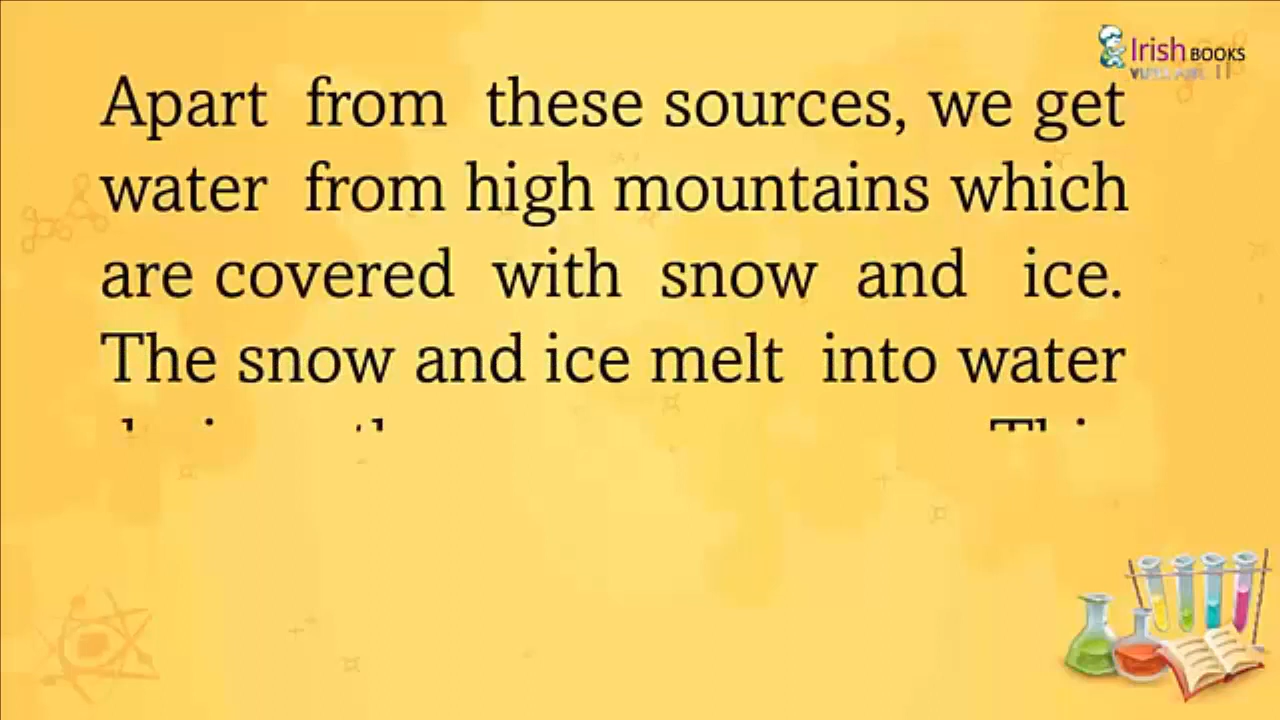 Irish BOOKS
Apart from these sources, we get
water from high mountains which
are covered with snow and ice.
The snow and ice melt into water